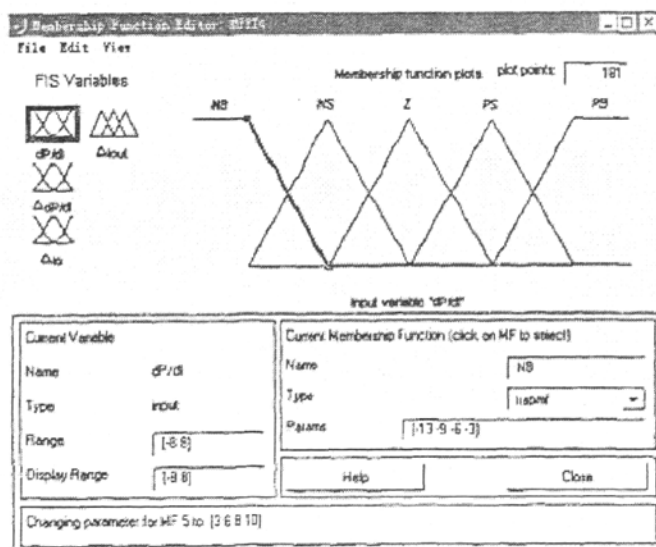 Membership Function Editor: MPPT4
File Edit View
FIS Variables
Membership function plots plot points: 181
NB NS Z PS PB
dP/dI
ΔIout
ΔdP/dI
input variable "dP/dI"
Current Variable
Name dP/dI
Type input
Range [-8 8]
Display Range [-8 8]
Current Membership Function (click on MF to select)
Name NB
Type trapmf
Params [-13 -9 -6 -3]
Help Close
Changing parameter for MF 5 to [3 6 8 10]